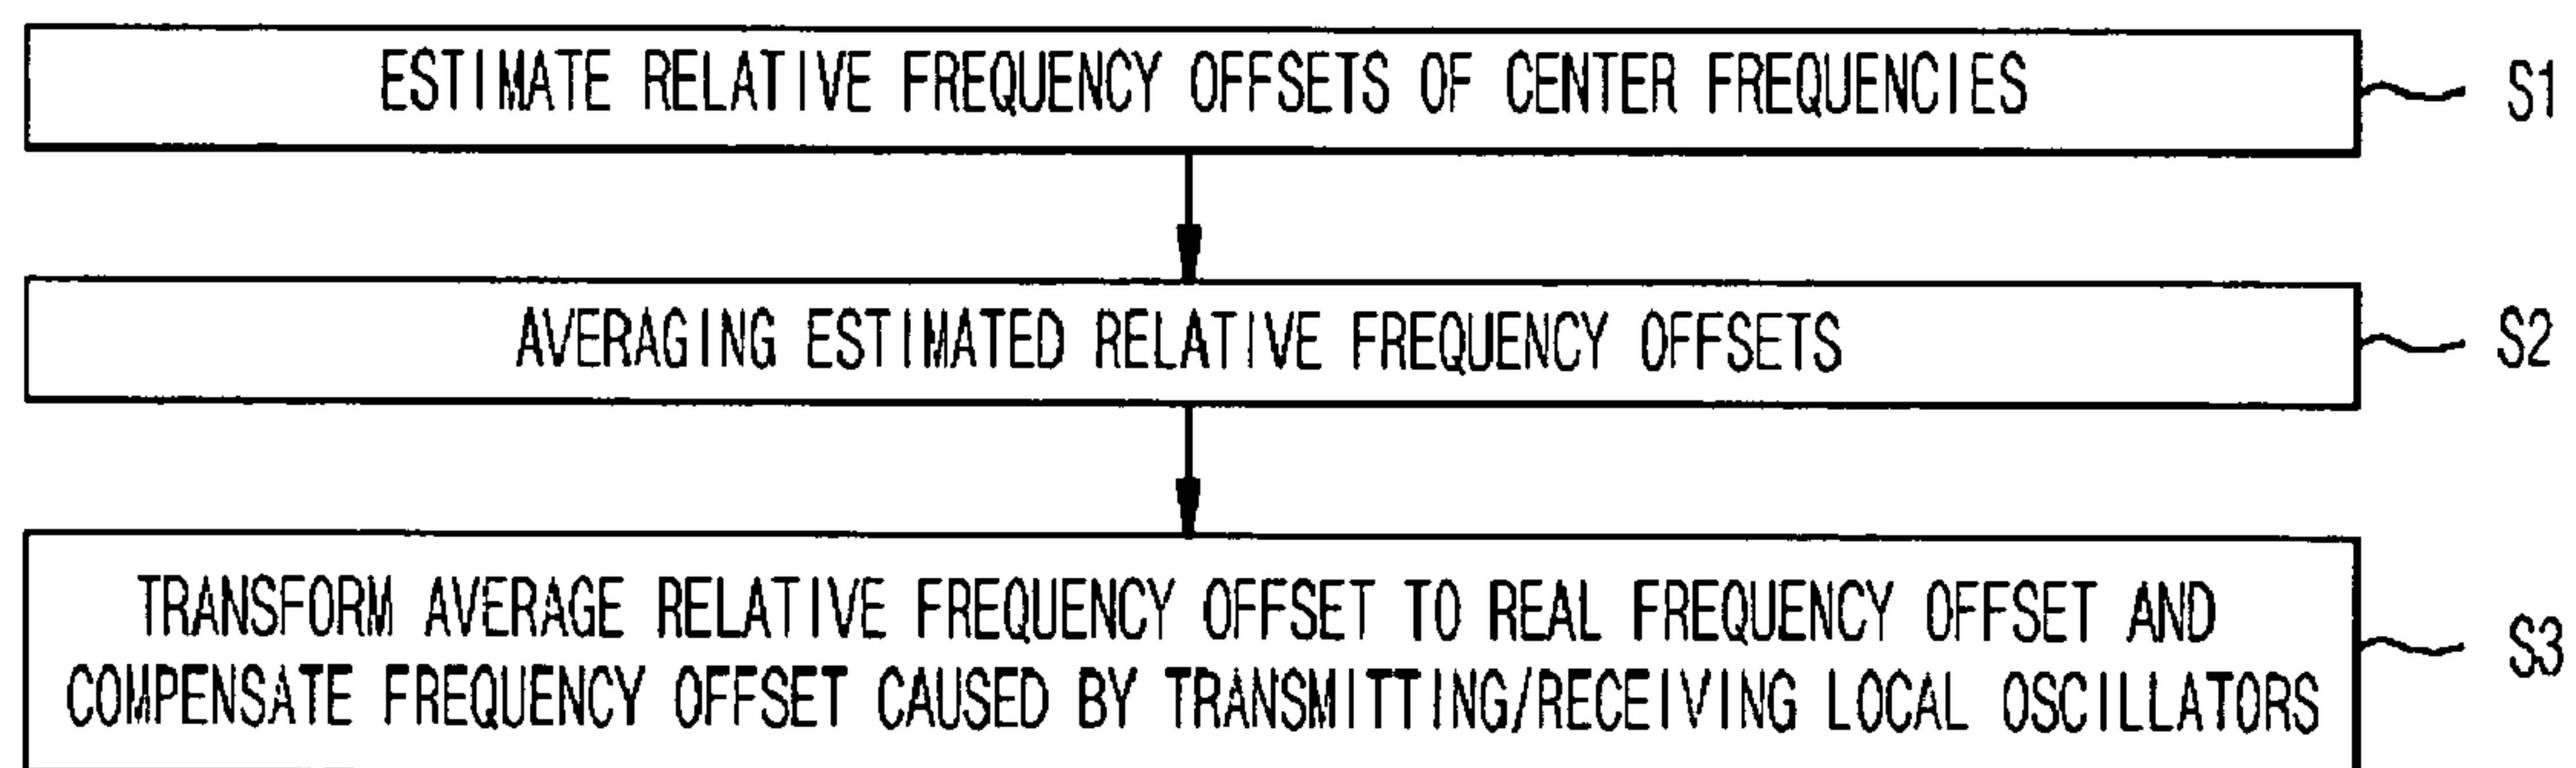 ESTIMATE RELATIVE FREQUENCY OFFSETS OF CENTER FREQUENCIES
S1
AVERAGING ESTIMATED RELATIVE FREQUENCY OFFSETS
S2
TRANSFORM AVERAGE RELATIVE FREQUENCY OFFSET TO REAL FREQUENCY OFFSET AND
COMPENSATE FREQUENCY OFFSET CAUSED BY TRANSMITTING/RECEIVING LOCAL OSCILLATORS
S3